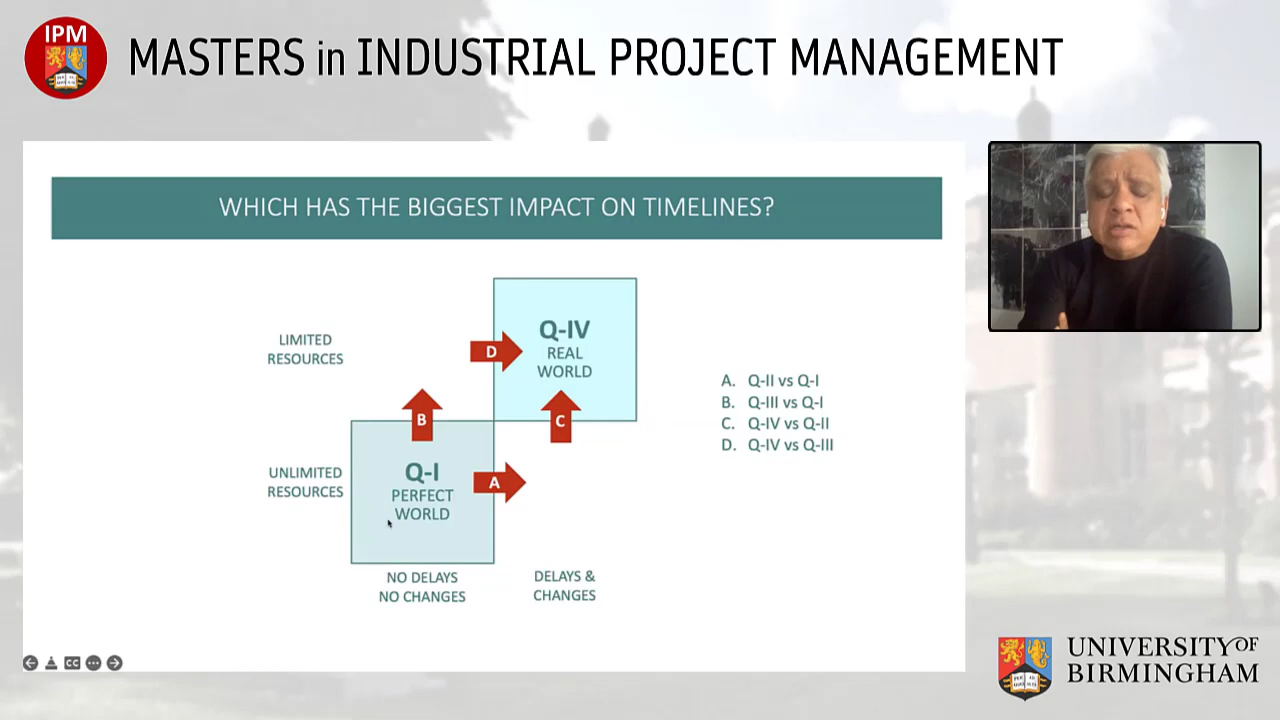 IPM
MASTERS in INDUSTRIAL PROJECT MANAGEMENT
WHICH HAS THE BIGGEST IMPACT ON TIMELINES?
LIMITED
RESOURCES
D
Q-IV
REAL
WORLD
B
C
A. Q-II vs Q-I
B. Q-III vs Q-I
C. Q-IV vs Q-II
D. Q-IV vs Q-III
UNLIMITED
RESOURCES
Q-I
PERFECT
WORLD
A
NO DELAYS
NO CHANGES
DELAYS &
CHANGES
CC
UNIVERSITY OF
BIRMINGHAM